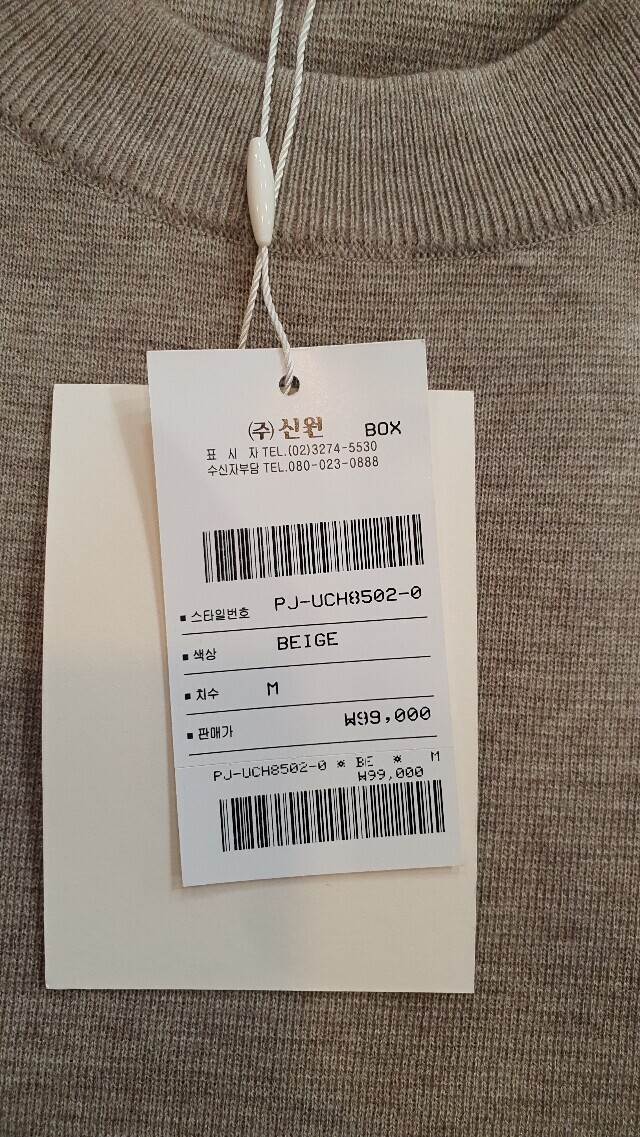 (주)신원 BOX
표 시 자 TEL.(02)3274-5530
수신자부담 TEL.080-023-0888
■ 스타일번호 PJ-UCH8502-0
■ 색상 BEIGE
■ 치수 M
■ 판매가 ₩99,000
PJ-UCH8502-0 * BE * M
₩99,000